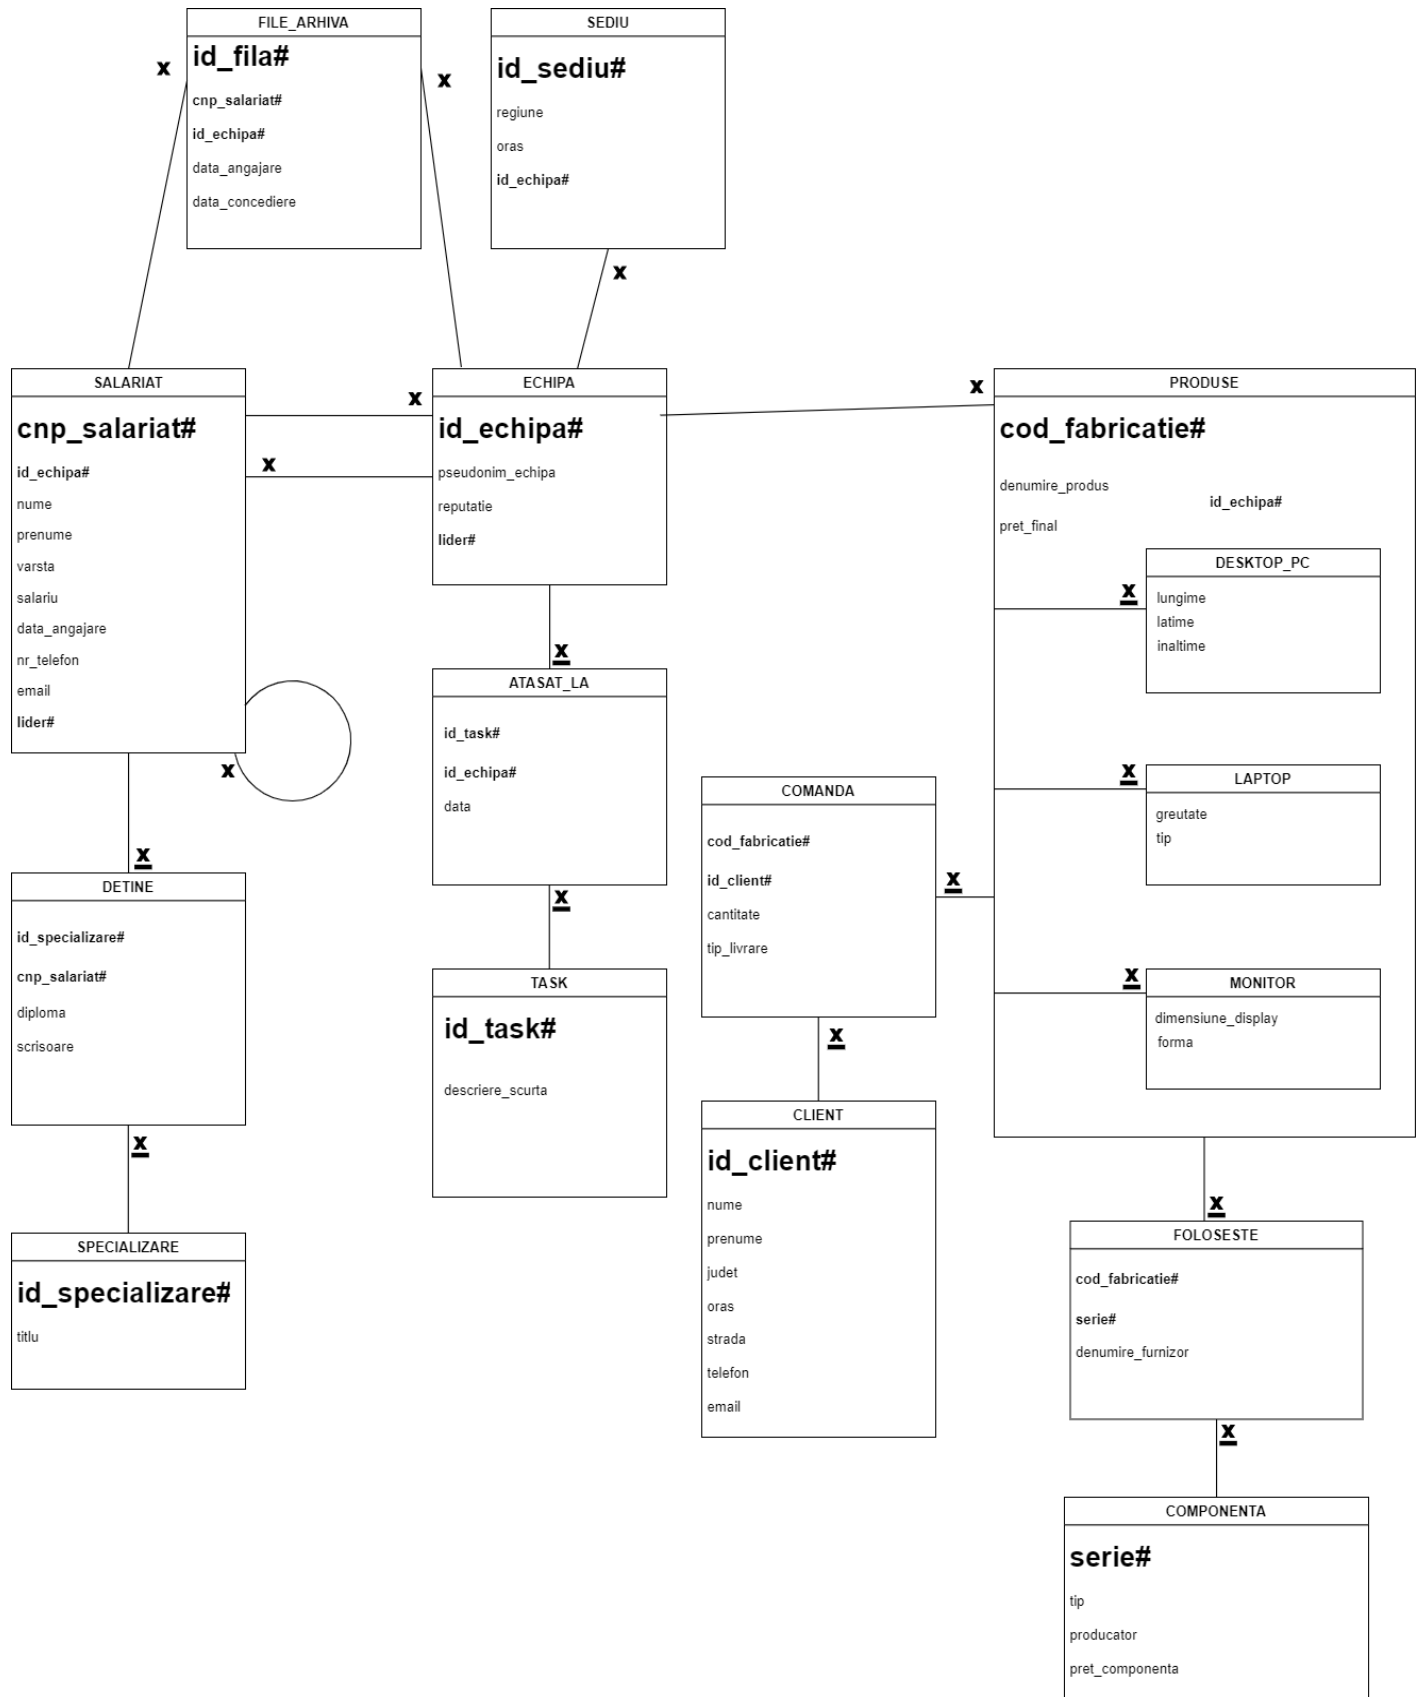 FILE_ARHIVA
id_fila#
cnp_salariat#
id_echipa#
data_angajare
data_concediere
x
x
SEDIU
id_sediu#
regiune
oras
id_echipa#
x
SALARIAT
cnp_salariat#
id_echipa#
nume
prenume
varsta
salariu
data_angajare
nr_telefon
email
lider#
x
x
x
x
ECHIPA
id_echipa#
pseudonim_echipa
reputatie
lider#
x
x
PRODUSE
cod_fabricatie#
denumire_produs
id_echipa#
pret_final
DESKTOP_PC
lungime
latime
inaltime
x
LAPTOP
greutate
tip
x
MONITOR
dimensiune_display
forma
x
ATASAT_LA
id_task#
id_echipa#
data
x
TASK
id_task#
descriere_scurta
COMANDA
cod_fabricatie#
id_client#
cantitate
tip_livrare
x
x
CLIENT
id_client#
nume
prenume
judet
oras
strada
telefon
email
DETINE
id_specializare#
cnp_salariat#
diploma
scrisoare
x
SPECIALIZARE
id_specializare#
titlu
x
FOLOSESTE
cod_fabricatie#
serie#
denumire_furnizor
x
COMPONENTA
serie#
tip
producator
pret_componenta